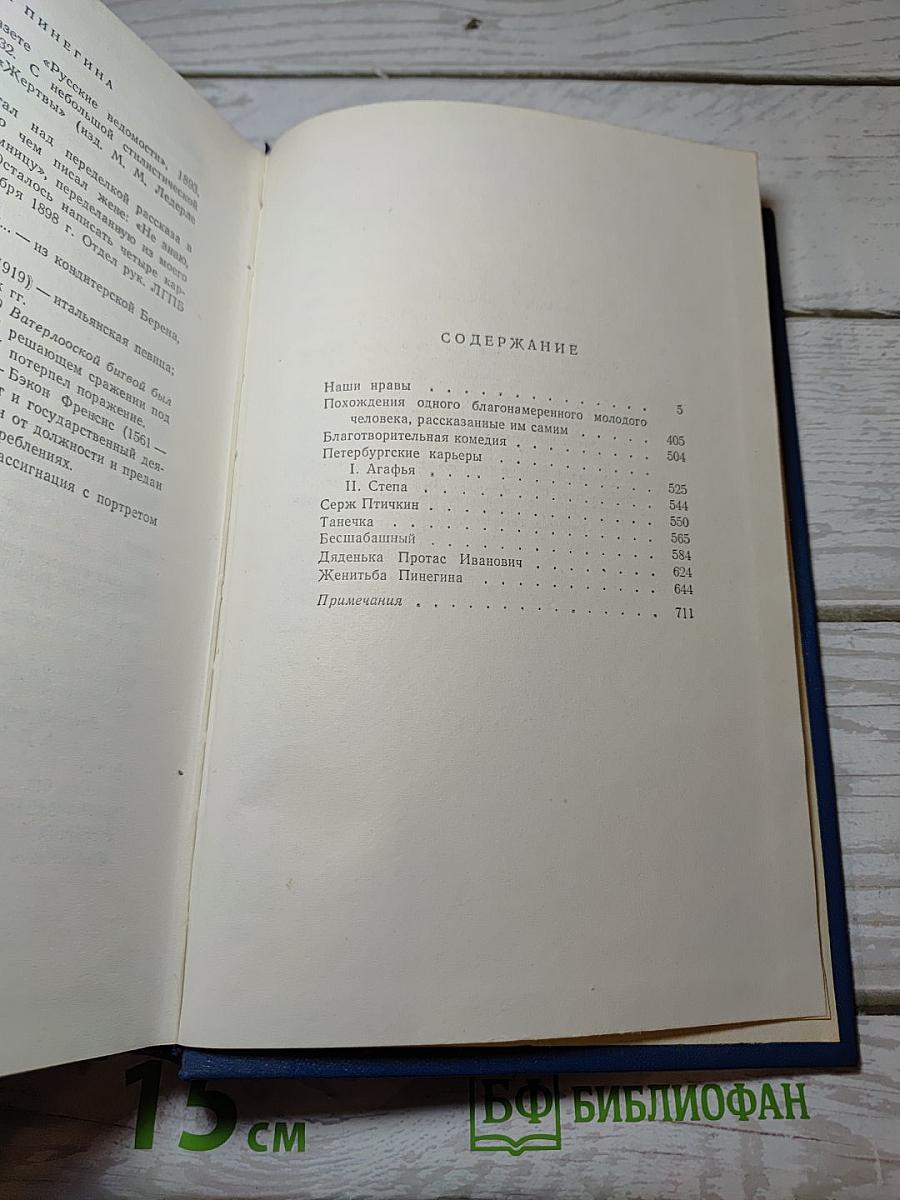 ПИНЕГИНА
«Русские ведомости», 1893,
32. С небольшой стилистической
«Жертвы» (изд. М. М. Ледерле
над переделкой рассказа в
чем писал жене: «Не знаю,
переделанную из моего
Осталось написать четыре кар-
1898 г. Отдел рук. ЛГПБ
... — из кондитерской Берена,
1919) — итальянская певица;
гг.
Ватерлооской битвой был
решающем сражении под
потерпел поражение.
— Бэкон Френсис (1561 —
и государственный дея-
от должности и предан
ассигнация с портретом
СОДЕРЖАНИЕ
Наши нравы . . . . . . . . . . . . . 5
Похождения одного благонамеренного молодого
человека, рассказанные им самим . . . . . 405
Благотворительная комедия . . . . . . . . 504
Петербургские карьеры . . . . . . . . .
I. Агафья . . . . . . . . . . . . 525
II. Степа . . . . . . . . . . . . 544
Серж Птичкин . . . . . . . . . . . . 550
Танечка . . . . . . . . . . . . . . 565
Бесшабашный . . . . . . . . . . . . 584
Дяденька Протас Иванович . . . . . . . 624
Женитьба Пинегина . . . . . . . . . . 644
Примечания . . . . . . . . . . . . . 711
15 см
БФ БИБЛИОФАН